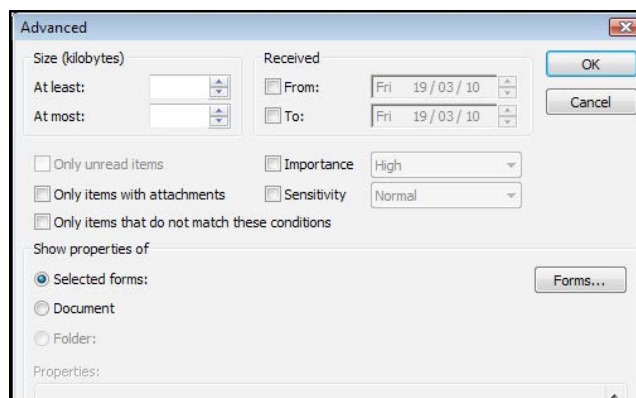 Advanced
Size (kilobytes)
At least:
At most:
Received
From: Fri 19/03/10
To: Fri 19/03/10
OK
Cancel
Only unread items
Importance High
Only items with attachments
Sensitivity Normal
Only items that do not match these conditions
Show properties of
Selected forms:
Forms...
Document
Folder:
Properties: